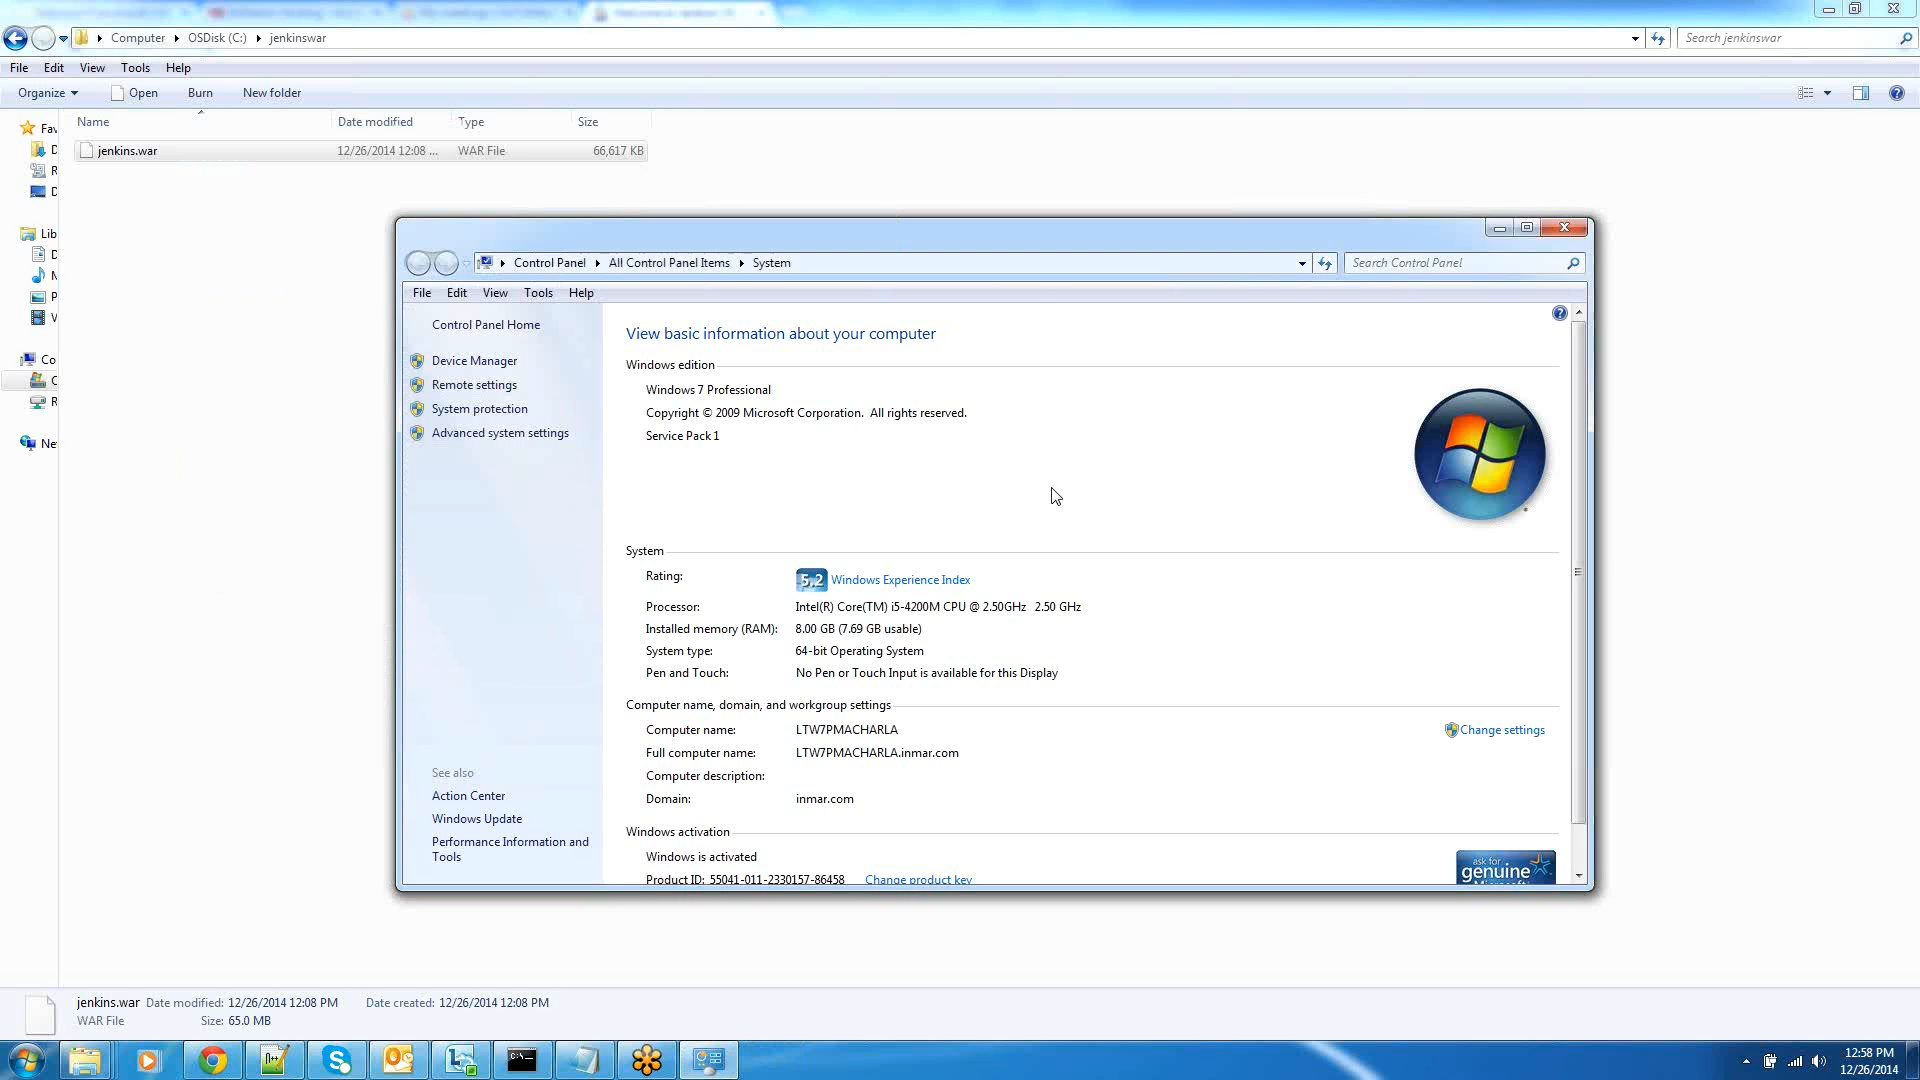 Computer OSDisk (C:) jenkinswar
Search jenkinswar
File Edit View Tools Help
Organize Open Burn New folder
Name Date modified Type Size
jenkins.war 12/26/2014 12:08 ... WAR File 66,617 KB
Fav
D
R
D
Lib
D
M
P
V
Co
C
R
Ne
Control Panel All Control Panel Items System
Search Control Panel
File Edit View Tools Help
Control Panel Home
Device Manager
Remote settings
System protection
Advanced system settings
See also
Action Center
Windows Update
Performance Information and
Tools
View basic information about your computer
Windows edition
Windows 7 Professional
Copyright © 2009 Microsoft Corporation. All rights reserved.
Service Pack 1
System
Rating: 5.2 Windows Experience Index
Processor: Intel(R) Core(TM) i5-4200M CPU @ 2.50GHz 2.50 GHz
Installed memory (RAM): 8.00 GB (7.69 GB usable)
System type: 64-bit Operating System
Pen and Touch: No Pen or Touch Input is available for this Display
Computer name, domain, and workgroup settings
Computer name: LTW7PMACHARLA
Change settings
Full computer name: LTW7PMACHARLA.inmar.com
Computer description:
Domain: inmar.com
Windows activation
Windows is activated
Product ID: 55041-011-2330157-86458 Change product key
ask for
genuine
Microsoft
jenkins.war Date modified: 12/26/2014 12:08 PM Date created: 12/26/2014 12:08 PM
WAR File Size: 65.0 MB
12:58 PM
12/26/2014